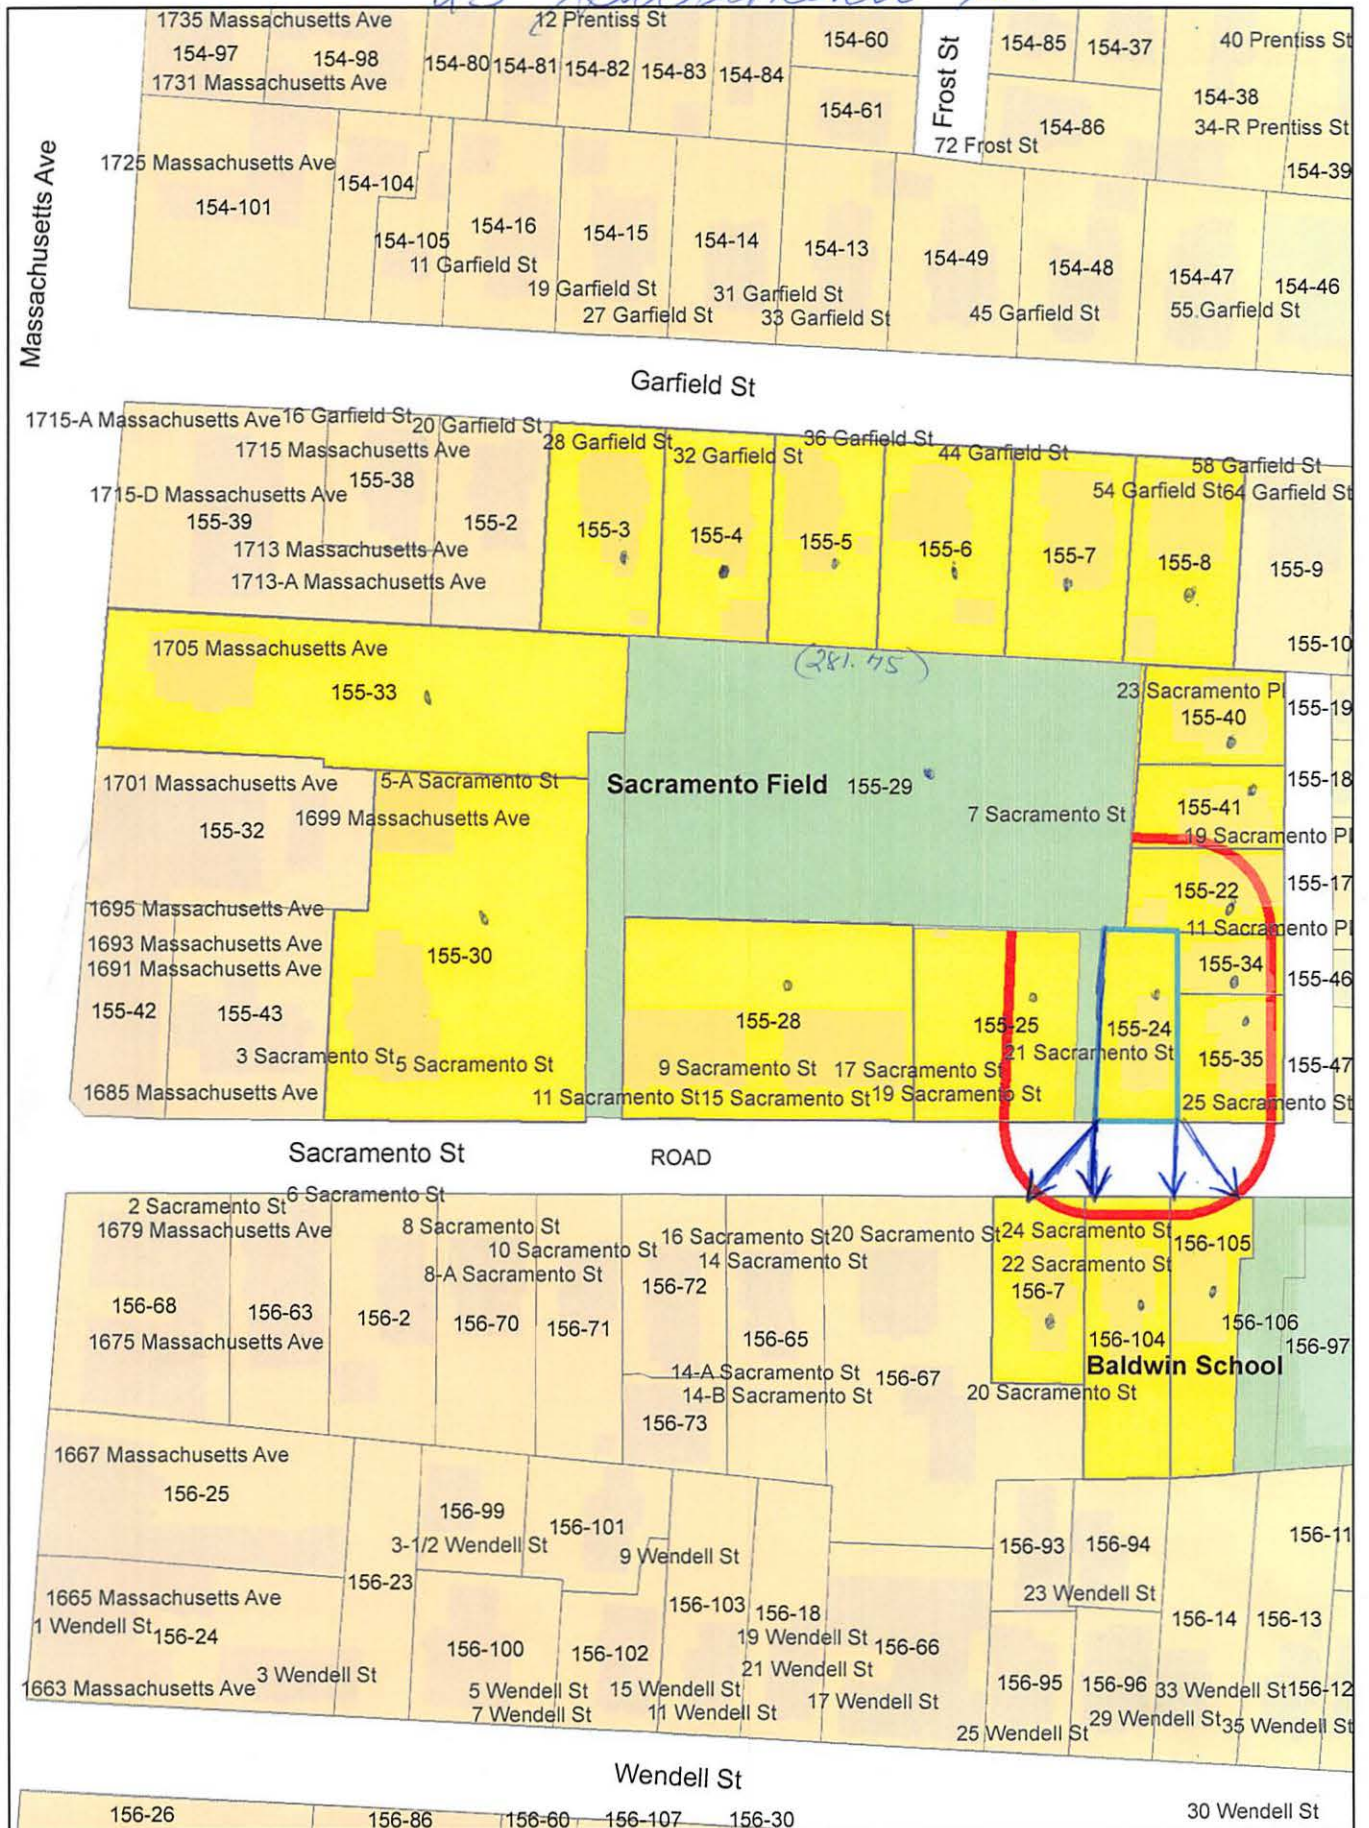 1735 Massachusetts Ave
12 Prentiss St
154-97
154-98
1731 Massachusetts Ave
154-80
154-81
154-82
154-83
154-84
154-60
154-61
Frost St
154-85
154-37
40 Prentiss St
154-38
154-86
34-R Prentiss St
72 Frost St
154-39
Massachusetts Ave
1725 Massachusetts Ave
154-101
154-104
154-105
154-16
11 Garfield St
154-15
19 Garfield St
27 Garfield St
154-14
31 Garfield St
33 Garfield St
154-13
154-49
154-48
45 Garfield St
154-47
55 Garfield St
154-46
Garfield St
1715-A Massachusetts Ave
16 Garfield St
20 Garfield St
1715 Massachusetts Ave
155-38
1715-D Massachusetts Ave
155-39
155-2
1713 Massachusetts Ave
1713-A Massachusetts Ave
28 Garfield St
32 Garfield St
36 Garfield St
44 Garfield St
58 Garfield St
54 Garfield St
64 Garfield St
155-3
155-4
155-5
155-6
155-7
155-8
155-9
155-10
1705 Massachusetts Ave
155-33
(281.75)
23 Sacramento Pl
155-40
155-19
1701 Massachusetts Ave
5-A Sacramento St
Sacramento Field
155-29
155-18
155-32
1699 Massachusetts Ave
7 Sacramento St
155-41
19 Sacramento Pl
1695 Massachusetts Ave
155-22
155-17
11 Sacramento Pl
1693 Massachusetts Ave
1691 Massachusetts Ave
155-30
155-34
155-46
155-42
155-43
155-28
155-25
155-24
3 Sacramento St
5 Sacramento St
9 Sacramento St
17 Sacramento St
21 Sacramento St
155-35
155-47
1685 Massachusetts Ave
11 Sacramento St
15 Sacramento St
19 Sacramento St
25 Sacramento St
Sacramento St
ROAD
2 Sacramento St
6 Sacramento St
1679 Massachusetts Ave
8 Sacramento St
10 Sacramento St
8-A Sacramento St
16 Sacramento St
14 Sacramento St
20 Sacramento St
24 Sacramento St
22 Sacramento St
156-105
156-68
156-63
156-2
156-70
156-71
156-72
156-65
156-7
156-104
156-106
156-97
1675 Massachusetts Ave
Baldwin School
14-A Sacramento St
14-B Sacramento St
156-67
20 Sacramento St
156-73
1667 Massachusetts Ave
156-25
156-99
3-1/2 Wendell St
156-101
9 Wendell St
156-93
156-94
156-11
156-23
23 Wendell St
1665 Massachusetts Ave
1 Wendell St
156-24
156-100
156-102
156-103
156-18
19 Wendell St
156-66
156-14
156-13
3 Wendell St
21 Wendell St
1663 Massachusetts Ave
5 Wendell St
7 Wendell St
15 Wendell St
11 Wendell St
17 Wendell St
156-95
156-96
33 Wendell St
156-12
25 Wendell St
29 Wendell St
35 Wendell St
Wendell St
156-26
156-86
156-60
156-107
156-30
30 Wendell St